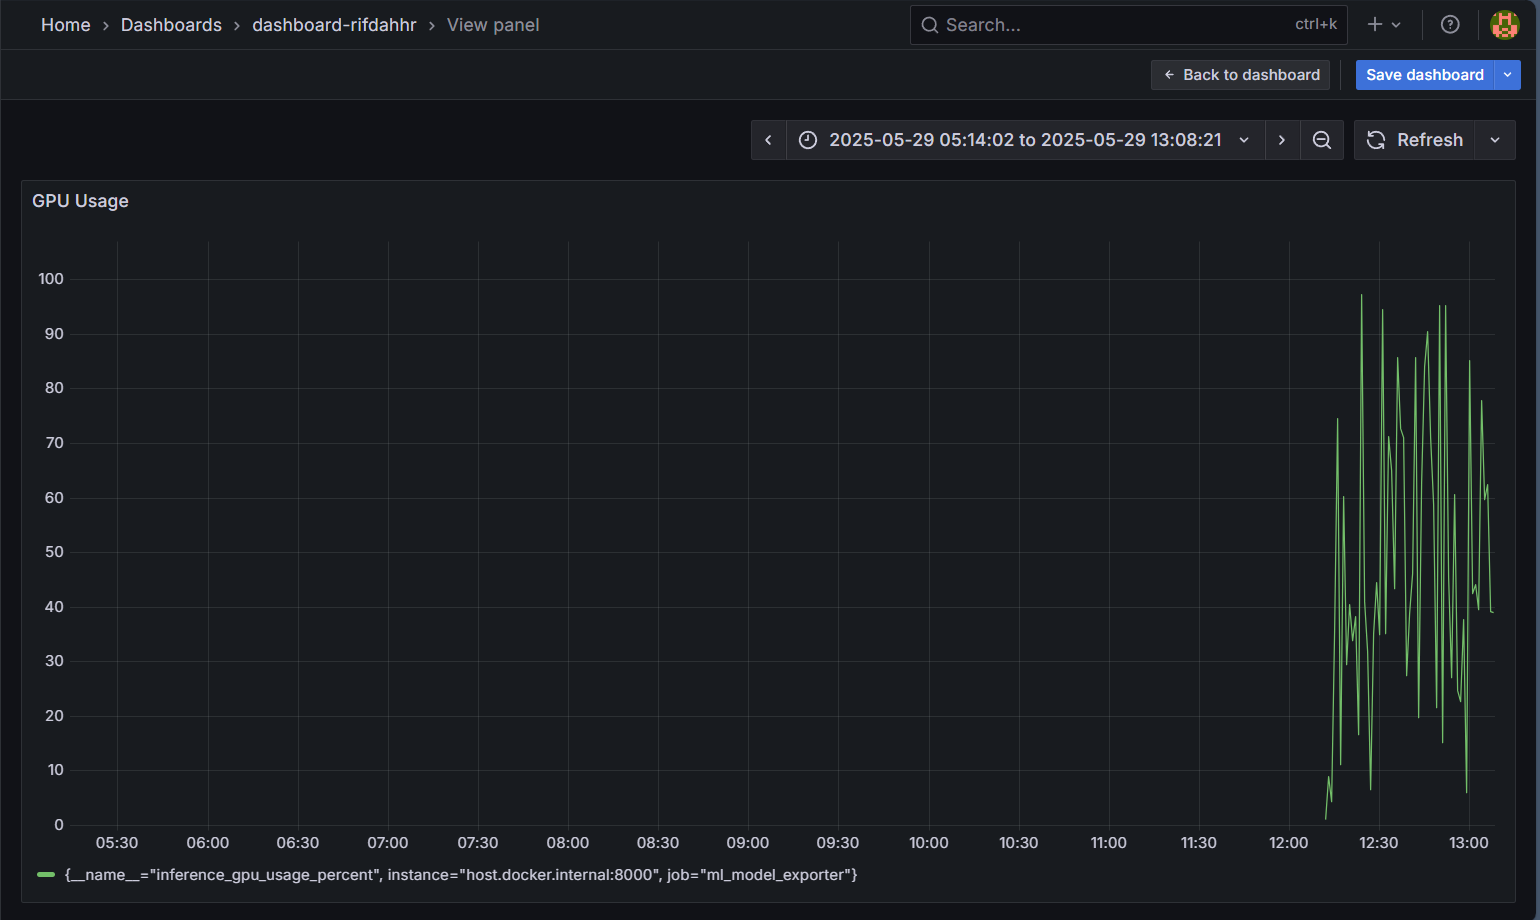 Home > Dashboards > dashboard-rifdahhr > View panel
Search... ctrl+k
Back to dashboard
Save dashboard
2025-05-29 05:14:02 to 2025-05-29 13:08:21
Refresh
GPU Usage
100
90
80
70
60
50
40
30
20
10
0
05:30 06:00 06:30 07:00 07:30 08:00 08:30 09:00 09:30 10:00 10:30 11:00 11:30 12:00 12:30 13:00
{__name__="inference_gpu_usage_percent", instance="host.docker.internal:8000", job="ml_model_exporter"}